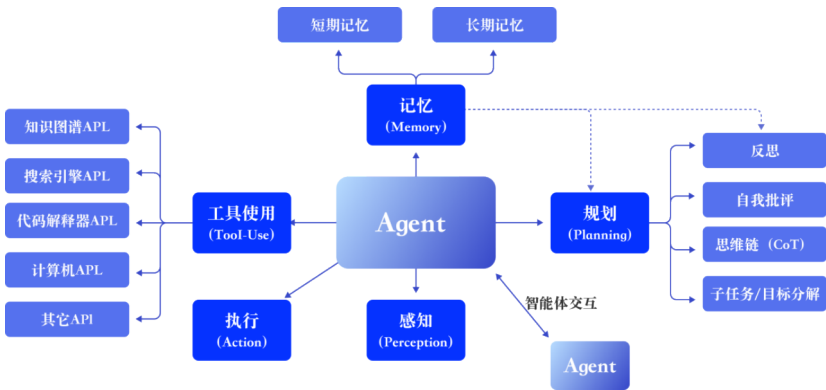 短期记忆
长期记忆
记忆
(Memory)
知识图谱APL
搜索引擎APL
代码解释器APL
计算机APL
其它API
工具使用
(Tool-Use)
Agent
规划
(Planning)
反思
自我批评
思维链（CoT）
子任务/目标分解
执行
(Action)
感知
(Perception)
智能体交互
Agent